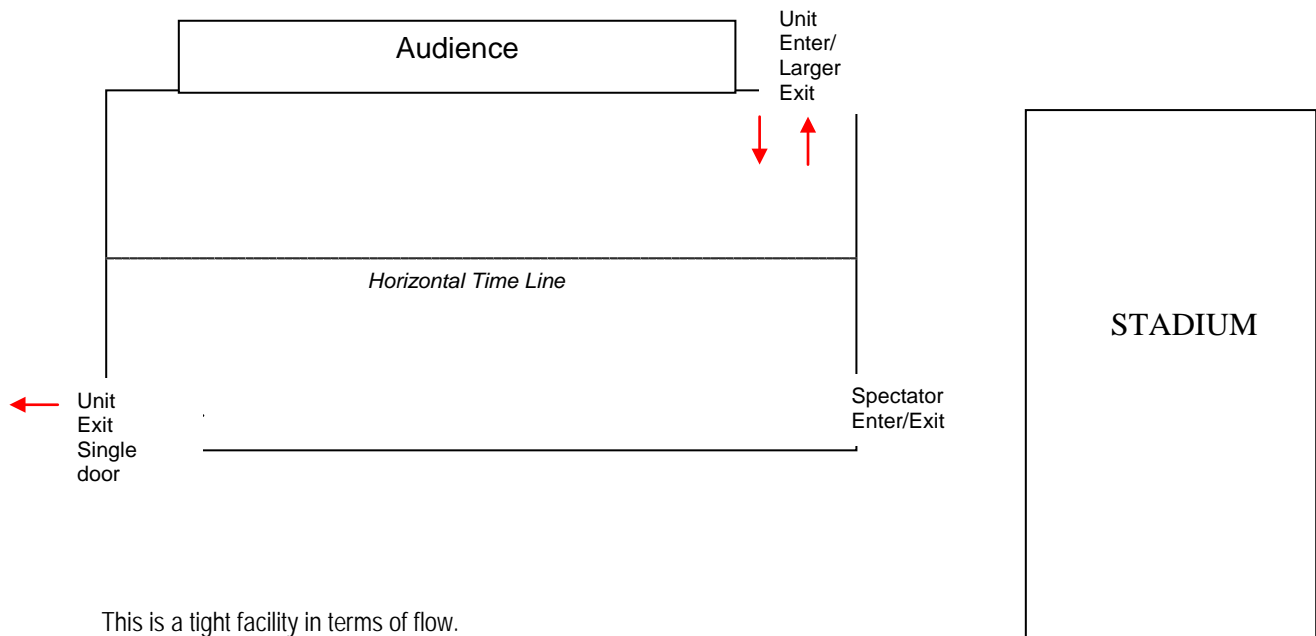 Unit
Enter/
Larger
Exit
Audience
Horizontal Time Line
STADIUM
Unit
Exit
Single
door
Spectator
Enter/Exit
This is a tight facility in terms of flow.